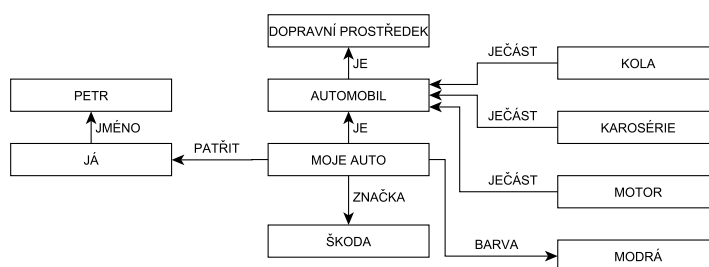 DOPRAVNÍ PROSTŘEDEK
JE
JEČÁST
KOLA
PETR
AUTOMOBIL
JMÉNO
JE
JEČÁST
KAROSÉRIE
JÁ
PATŘIT
MOJE AUTO
ZNAČKA
JEČÁST
MOTOR
ŠKODA
BARVA
MODRÁ